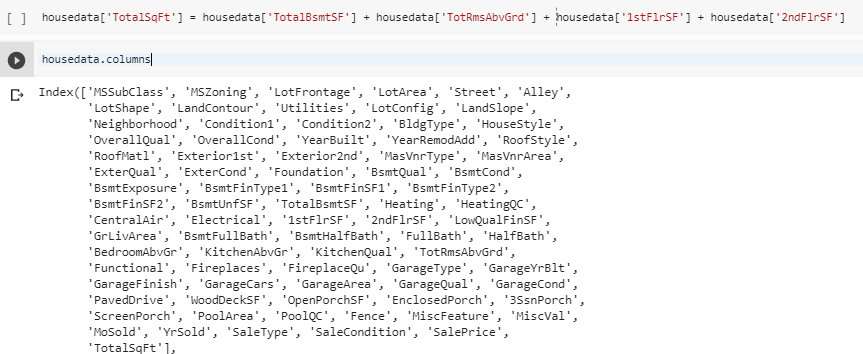 [ ] housedata['TotalSqFt'] = housedata['TotalBsmtSF'] + housedata['TotRmsAbvGrd'] + housedata['1stFlrSF'] + housedata['2ndFlrSF']
housedata.columns
Index(['MSSubClass', 'MSZoning', 'LotFrontage', 'LotArea', 'Street', 'Alley',
'LotShape', 'LandContour', 'Utilities', 'LotConfig', 'LandSlope',
'Neighborhood', 'Condition1', 'Condition2', 'BldgType', 'HouseStyle',
'OverallQual', 'OverallCond', 'YearBuilt', 'YearRemodAdd', 'RoofStyle',
'RoofMatl', 'Exterior1st', 'Exterior2nd', 'MasVnrType', 'MasVnrArea',
'ExterQual', 'ExterCond', 'Foundation', 'BsmtQual', 'BsmtCond',
'BsmtExposure', 'BsmtFinType1', 'BsmtFinSF1', 'BsmtFinType2',
'BsmtFinSF2', 'BsmtUnfSF', 'TotalBsmtSF', 'Heating', 'HeatingQC',
'CentralAir', 'Electrical', '1stFlrSF', '2ndFlrSF', 'LowQualFinSF',
'GrLivArea', 'BsmtFullBath', 'BsmtHalfBath', 'FullBath', 'HalfBath',
'BedroomAbvGr', 'KitchenAbvGr', 'KitchenQual', 'TotRmsAbvGrd',
'Functional', 'Fireplaces', 'FireplaceQu', 'GarageType', 'GarageYrBlt',
'GarageFinish', 'GarageCars', 'GarageArea', 'GarageQual', 'GarageCond',
'PavedDrive', 'WoodDeckSF', 'OpenPorchSF', 'EnclosedPorch', '3SsnPorch',
'ScreenPorch', 'PoolArea', 'PoolQC', 'Fence', 'MiscFeature', 'MiscVal',
'MoSold', 'YrSold', 'SaleType', 'SaleCondition', 'SalePrice',
'TotalSqFt'],